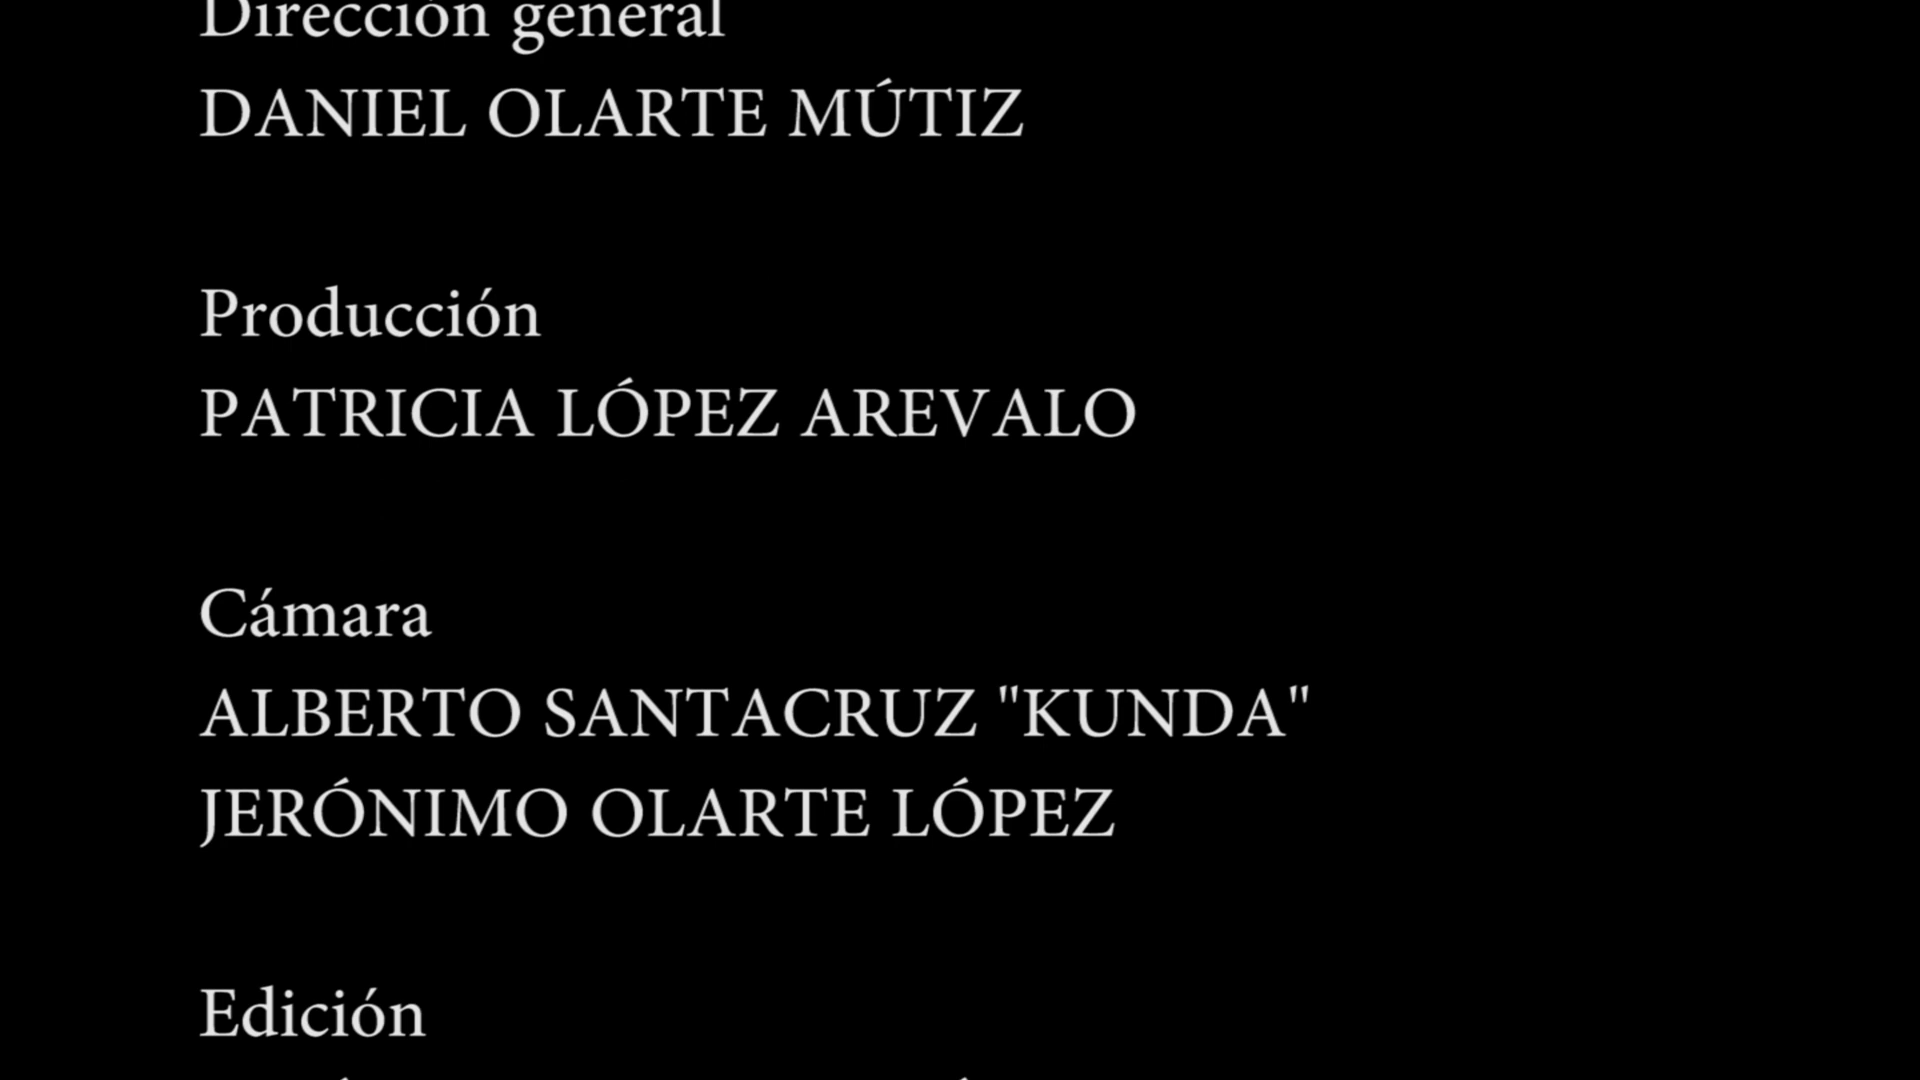 Dirección general
DANIEL OLARTE MÚTIZ
Producción
PATRICIA LÓPEZ AREVALO
Cámara
ALBERTO SANTACRUZ "KUNDA"
JERÓNIMO OLARTE LÓPEZ
Edición